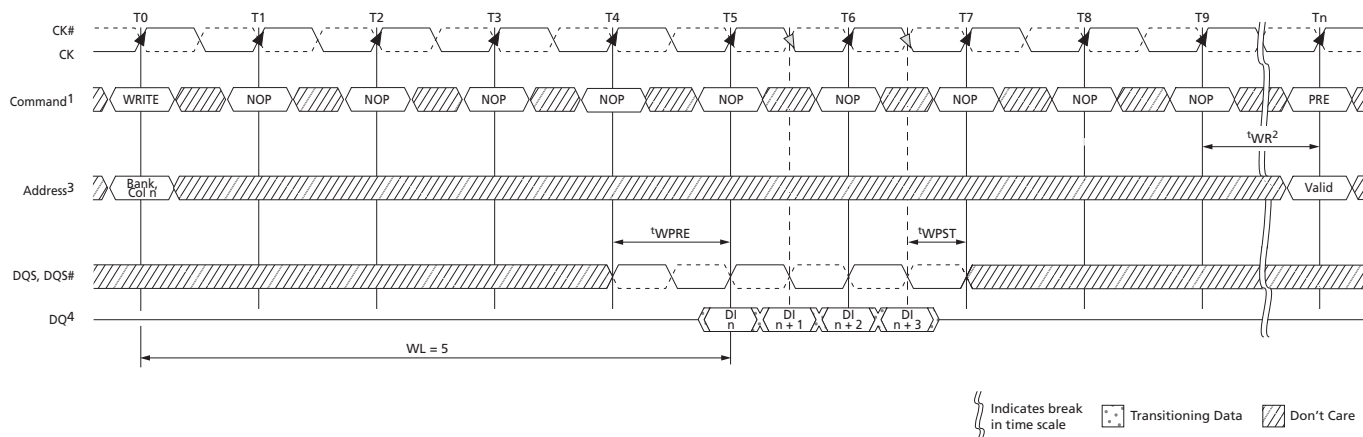 T0 T1 T2 T3 T4 T5 T6 T7 T8 T9 Tn
CK#
CK
Command1 WRITE NOP NOP NOP NOP NOP NOP NOP NOP NOP PRE
tWR2
Address3 Bank, Col n Valid
tWPRE tWPST
DQS, DQS#
DQ4 DI n DI n + 1 DI n + 2 DI n + 3
WL = 5
Indicates break in time scale Transitioning Data Don't Care